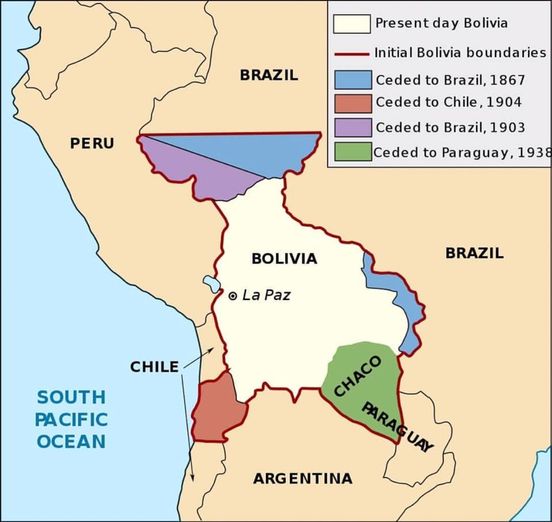 Present day Bolivia
Initial Bolivia boundaries
Ceded to Brazil, 1867
Ceded to Chile, 1904
Ceded to Brazil, 1903
Ceded to Paraguay, 1938
BRAZIL
PERU
BOLIVIA
BRAZIL
La Paz
CHILE
CHACO
PARAGUAY
SOUTH
PACIFIC
OCEAN
ARGENTINA